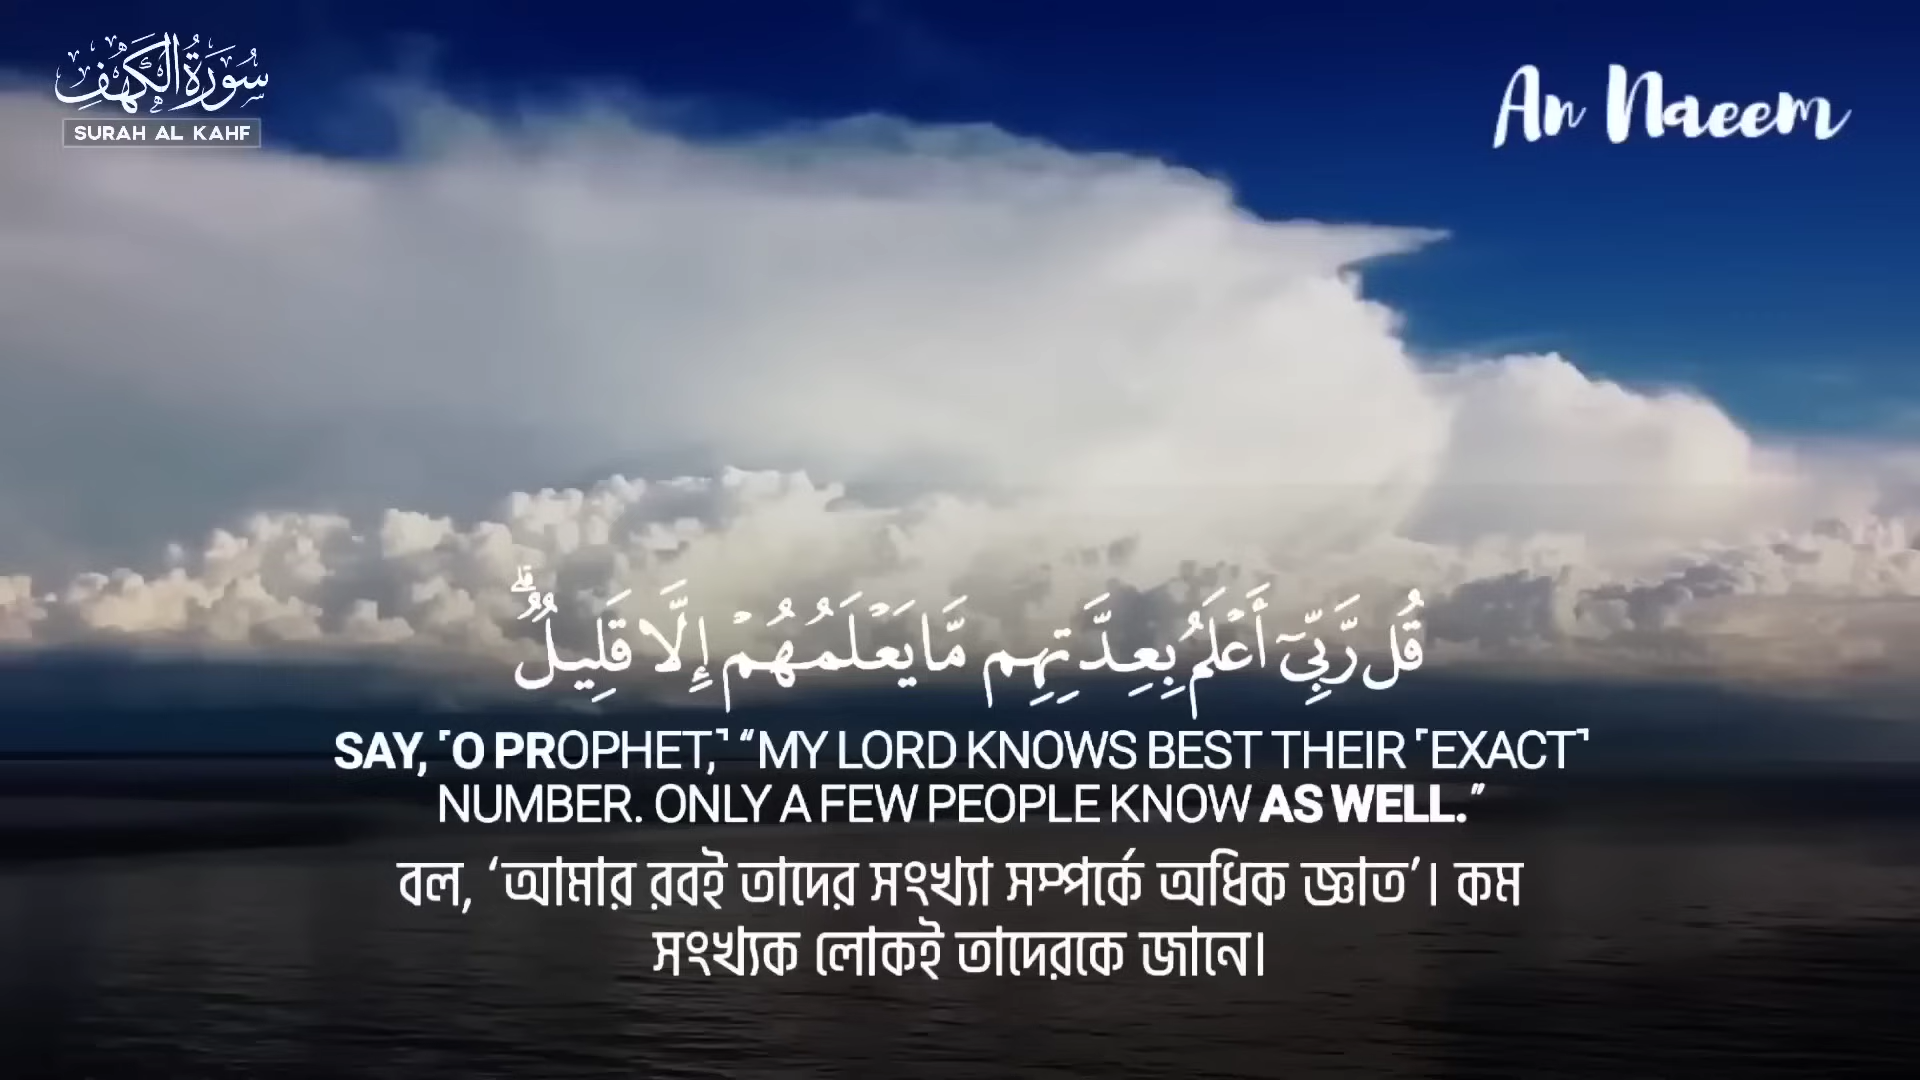 سُورَةُ الكَهْفِ
SURAH AL KAHF
An Naeem
قُل رَّبِّىٓ أَعْلَمُ بِعِدَّتِهِم مَّا يَعْلَمُهُمْ إِلَّا قَلِيلٌ ۗ
SAY, ˹O PROPHET,˺ “MY LORD KNOWS BEST THEIR ˹EXACT˺
NUMBER. ONLY A FEW PEOPLE KNOW AS WELL.”
বল, ‘আমার রবই তাদের সংখ্যা সম্পর্কে অধিক জ্ঞাত’। কম
সংখ্যক লোকই তাদেরকে জানে।